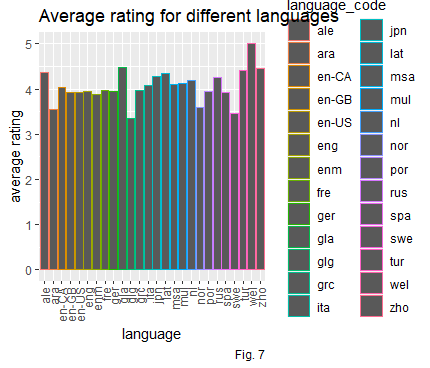 Average rating for different languages
language_code
ale
ara
en-CA
en-GB
en-US
eng
enm
fre
ger
gla
glg
grc
ita
jpn
lat
msa
mul
nl
nor
por
rus
spa
swe
tur
wel
zho
average rating
5
4
3
2
1
0
ale
ara
en-CA
en-GB
en-US
eng
enm
fre
ger
gla
glg
grc
ita
jpn
lat
msa
mul
nl
nor
por
rus
spa
swe
tur
wel
zho
language
Fig. 7